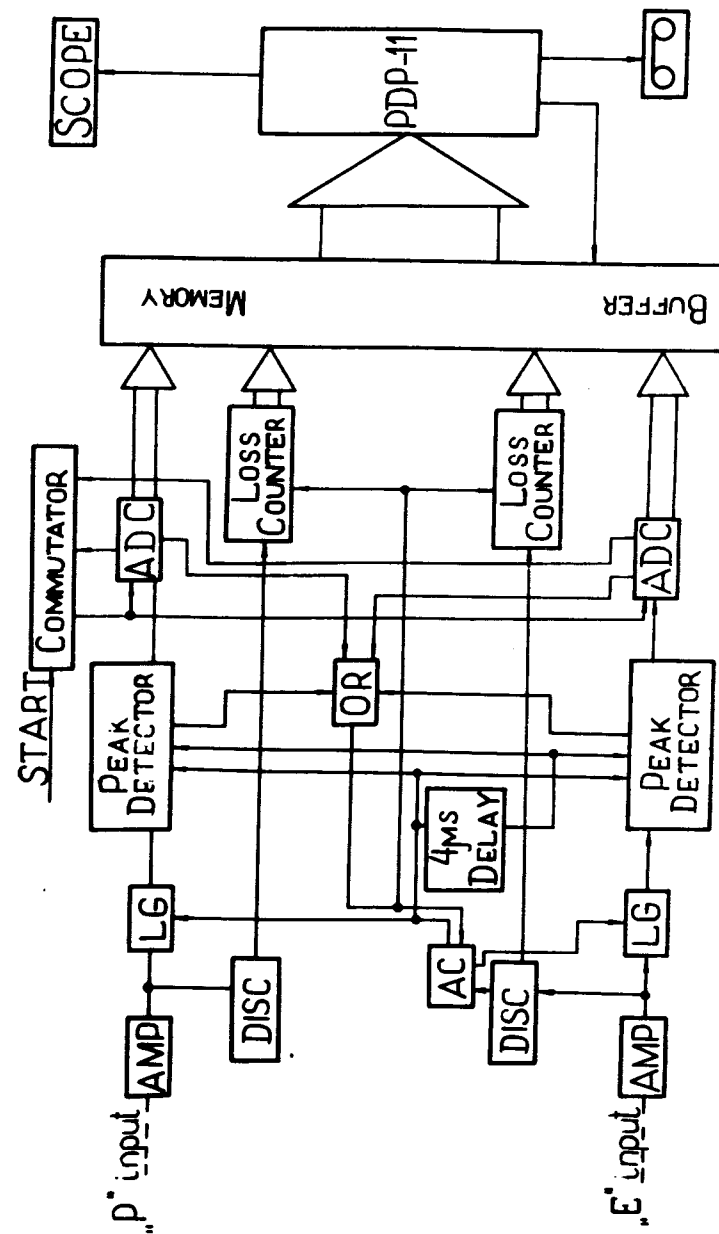 „P" input
AMP
LG
PEAK
DETECTOR
START
COMMUTATOR
ADC
DISC
LOSS
COUNTER
MEMORY
BUFFER
SCOPE
PDP-11
OR
4µs
DELAY
AC
DISC
LOSS
COUNTER
„E" input
AMP
LG
PEAK
DETECTOR
ADC